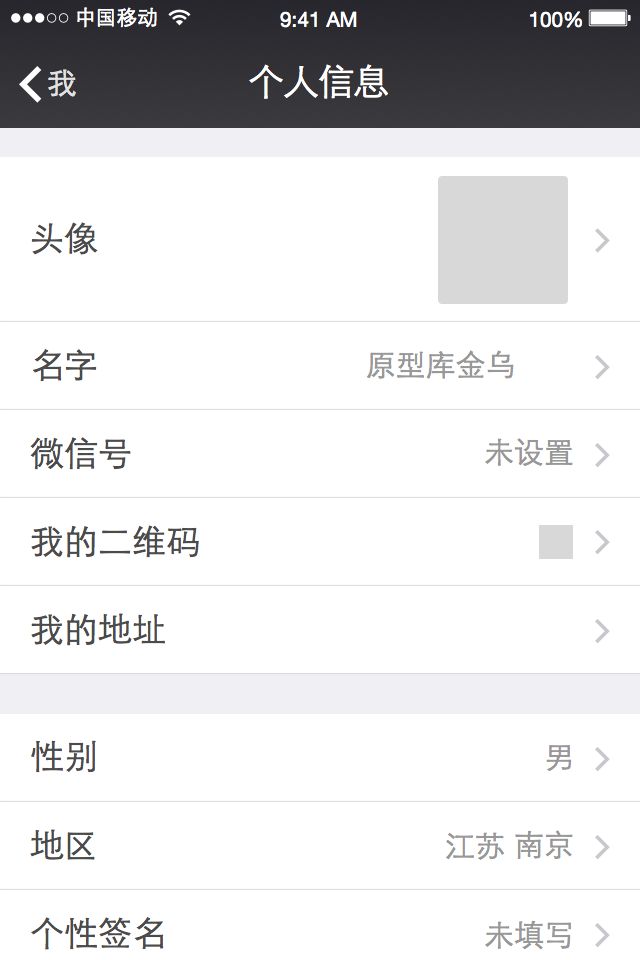 中国移动 9:41 AM 100%
我 个人信息
头像
名字 原型库金乌
微信号 未设置
我的二维码
我的地址
性别 男
地区 江苏 南京
个性签名 未填写